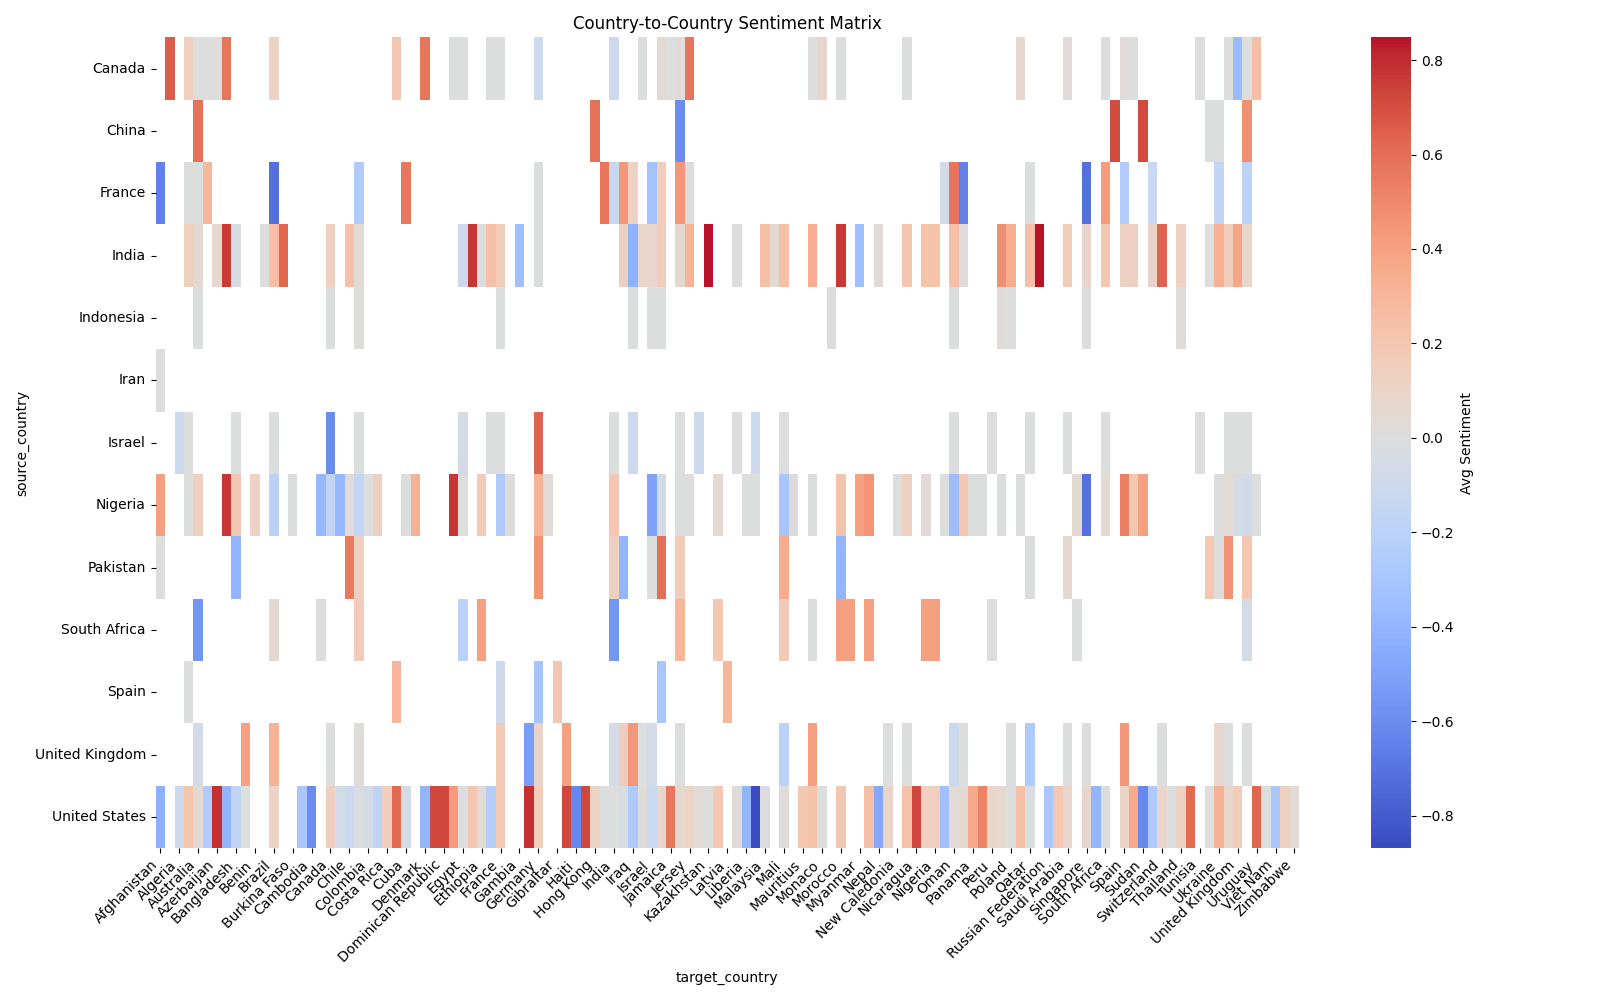 Country-to-Country Sentiment Matrix
source_country
Canada
China
France
India
Indonesia
Iran
Israel
Nigeria
Pakistan
South Africa
Spain
United Kingdom
United States
Afghanistan
Algeria
Australia
Azerbaijan
Bangladesh
Benin
Brazil
Burkina Faso
Cambodia
Canada
Chile
Colombia
Costa Rica
Cuba
Denmark
Dominican Republic
Egypt
Ethiopia
France
Gambia
Germany
Gibraltar
Haiti
Hong Kong
India
Iraq
Israel
Jamaica
Jersey
Kazakhstan
Latvia
Liberia
Malaysia
Mali
Mauritius
Monaco
Morocco
Myanmar
Nepal
New Caledonia
Nicaragua
Nigeria
Oman
Panama
Peru
Poland
Qatar
Russian Federation
Saudi Arabia
Singapore
South Africa
Spain
Sudan
Switzerland
Thailand
Tunisia
Ukraine
United Kingdom
Uruguay
Viet Nam
Zimbabwe
target_country
0.8
0.6
0.4
0.2
0.0
−0.2
−0.4
−0.6
−0.8
Avg Sentiment